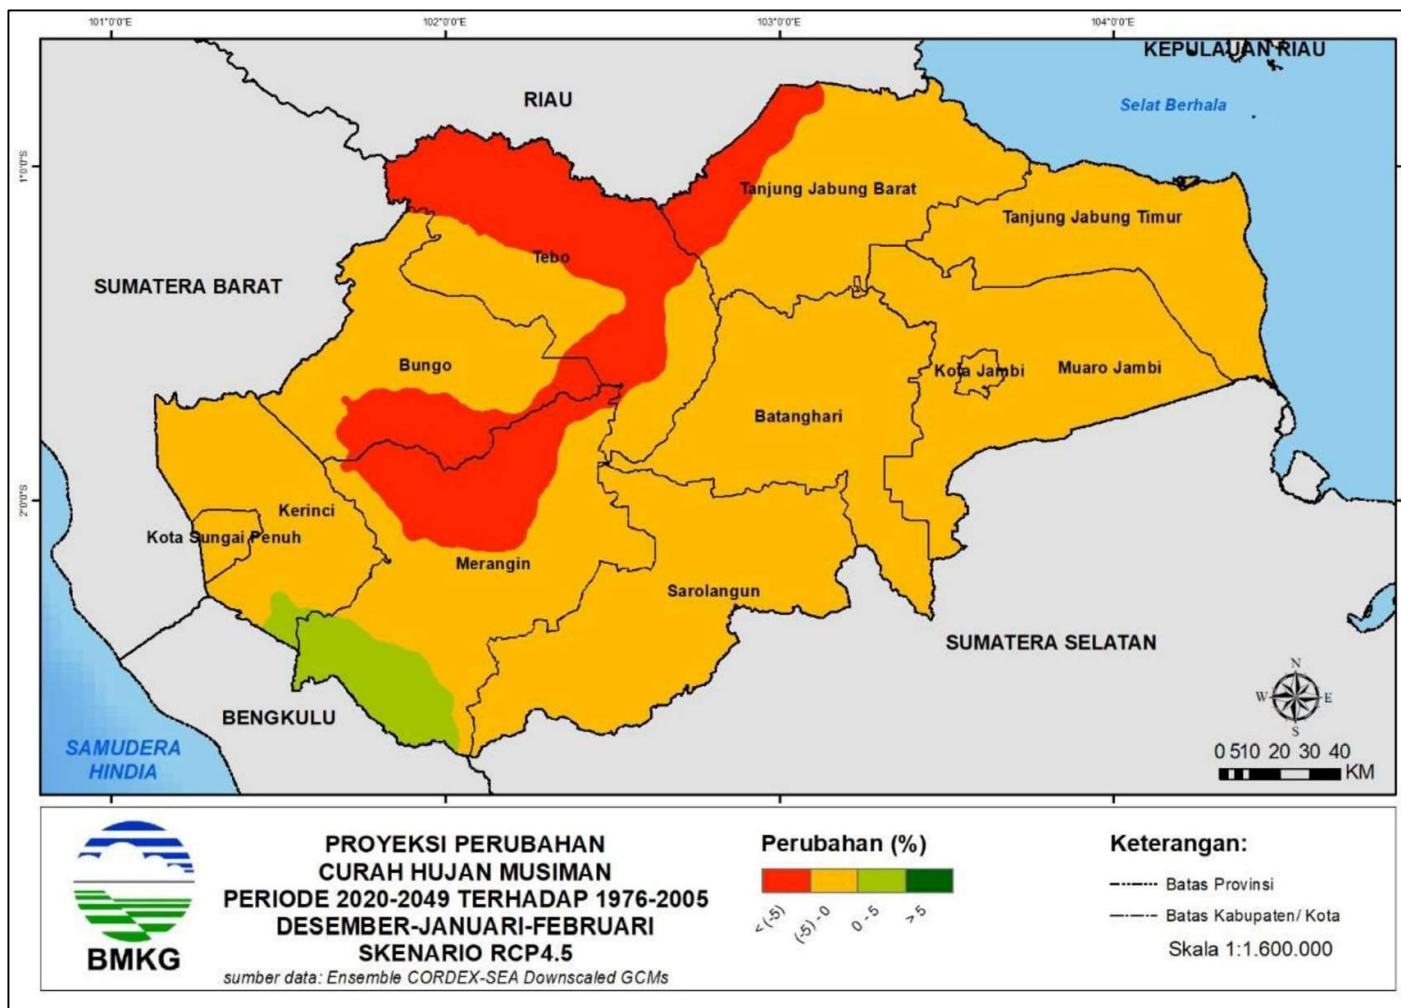 101°0'0"E 102°0'0"E 103°0'0"E 104°0'0"E
KEPULAUAN RIAU
RIAU
Selat Berhala
1°0'0"S
Tanjung Jabung Barat
Tanjung Jabung Timur
Tebo
SUMATERA BARAT
Bungo
Kota Jambi
Muaro Jambi
Batanghari
2°0'0"S
Kerinci
Kota Sungai Penuh
Merangin
Sarolangun
SUMATERA SELATAN
N
W E
S
BENGKULU
SAMUDERA
HINDIA
0 510 20 30 40
KM
PROYEKSI PERUBAHAN
CURAH HUJAN MUSIMAN
PERIODE 2020-2049 TERHADAP 1976-2005
DESEMBER-JANUARI-FEBRUARI
SKENARIO RCP4.5
sumber data: Ensemble CORDEX-SEA Downscaled GCMs
BMKG
Perubahan (%)
< (-5)
(-5) - 0
0 - 5
> 5
Keterangan:
Batas Provinsi
Batas Kabupaten/ Kota
Skala 1:1.600.000